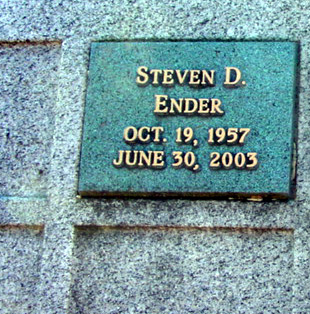 STEVEN D.
ENDER
OCT. 19, 1957
JUNE 30, 2003